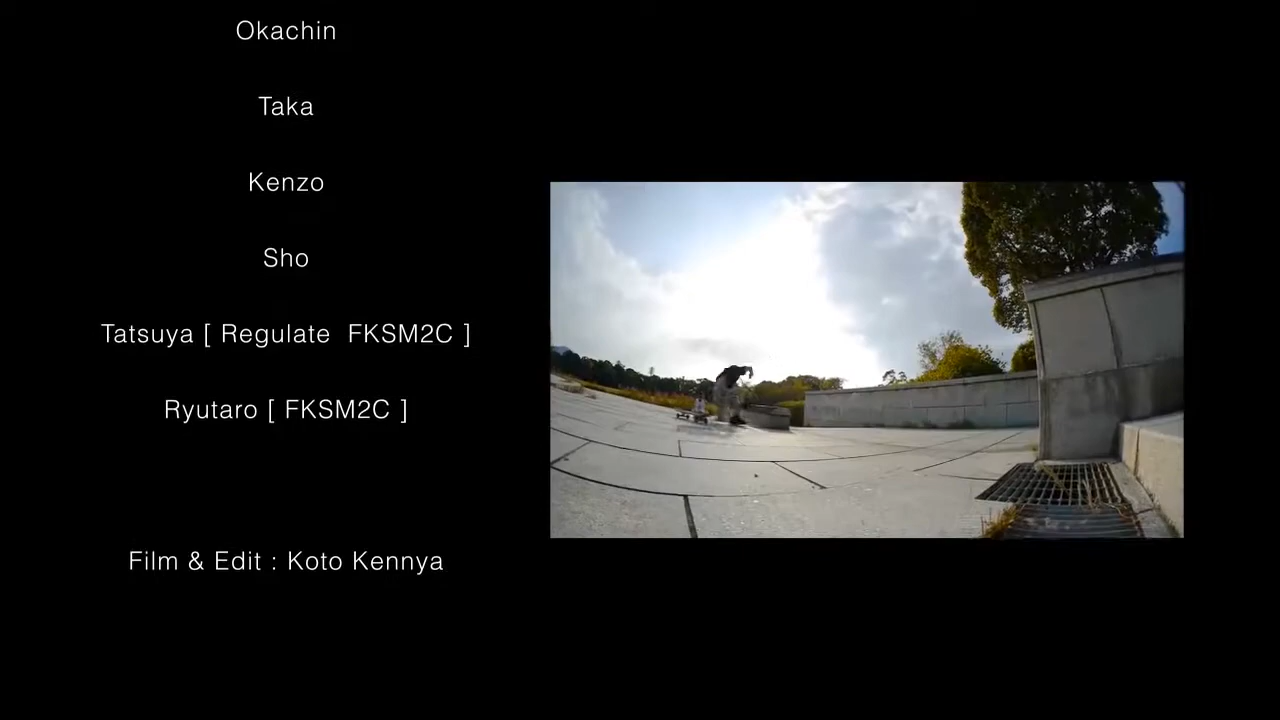 Okachin
Taka
Kenzo
Sho
Tatsuya [ Regulate  FKSM2C ]
Ryutaro [ FKSM2C ]
Film & Edit : Koto Kennya